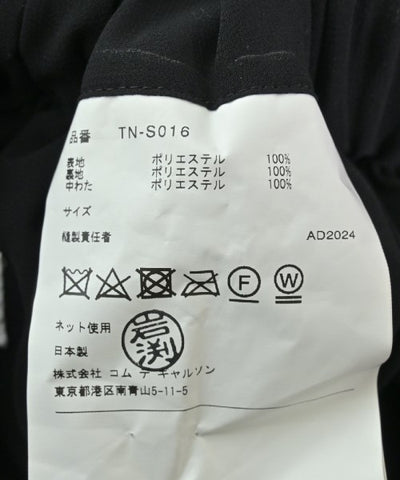 品番 TN-S016
表地 ポリエステル 100%
裏地 ポリエステル 100%
中わた ポリエステル 100%
サイズ
縫製責任者 AD2024
F W
ネット使用
岩渕
日本製
株式会社 コム デ ギャルソン
東京都港区南青山5-11-5